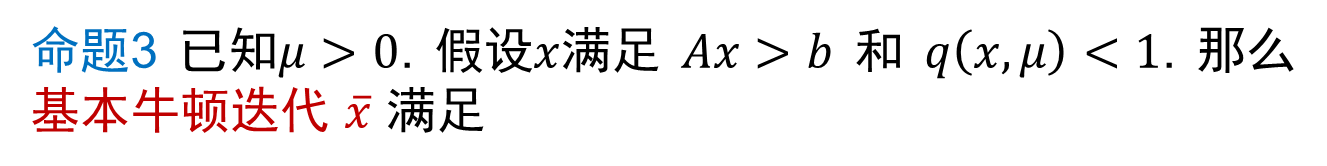 命题3 已知μ > 0. 假设x满足 Ax > b 和 q(x, μ) < 1. 那么
基本牛顿迭代 x̄ 满足